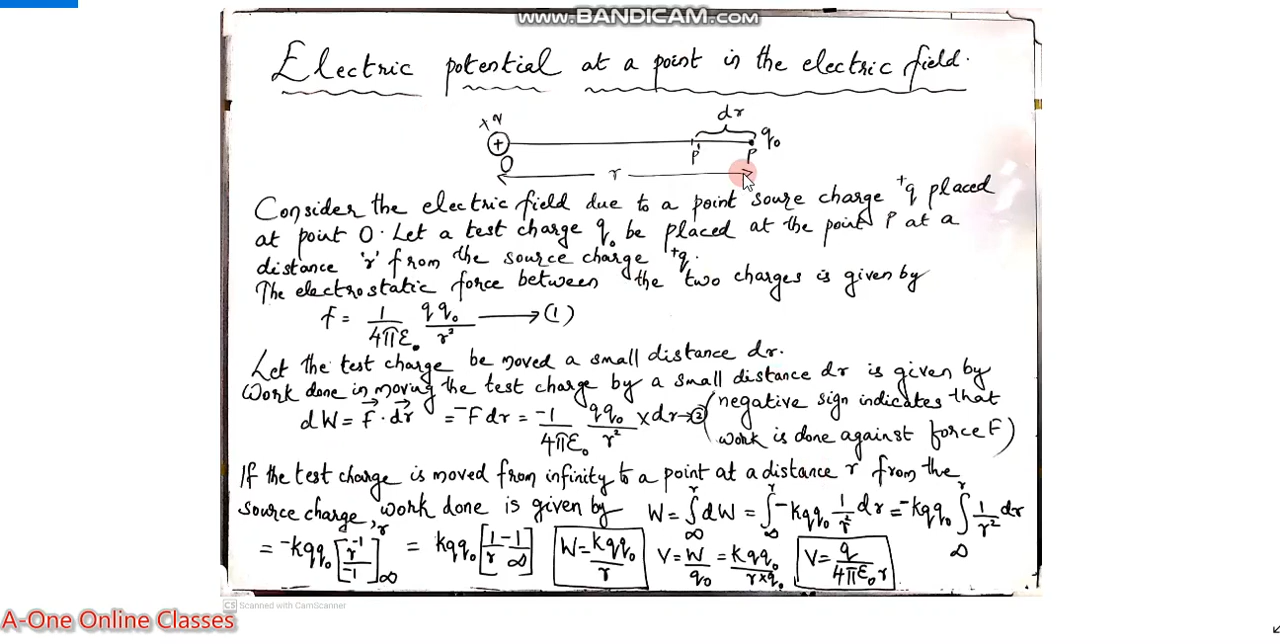 WWW.BANDICAM.COM
Electric potential at a point in the electric field.
dr
+q
q₀
+
O
P'
P
r
Consider the electric field due to a point soure charge +q placed
at point O. Let a test charge q₀ be placed at the point P at a
distance 'r' from the source charge +q.
The electrostatic force between the two charges is given by
F = 1/4πε₀ qq₀/r² ⟶ (1)
Let the test charge be moved a small distance dr.
Work done in moving the test charge by a small distance dr is given by
dW = F⃗ · dr⃗ = -F dr = -1/4πε₀ qq₀/r² × dr → ② (negative sign indicates that
work is done against force F)
If the test charge is moved from infinity to a point at a distance r from the
source charge, work done is given by W = ∫∞^r dW = ∫∞^r -kqq₀ 1/r² dr = -kqq₀ ∫∞^r 1/r² dr
= -kqq₀ [r⁻¹/-1]∞^r = kqq₀ [1/r - 1/∞] W = kqq₀/r V = W/q₀ = kqq₀/r×q₀ V = q/4πε₀r
CS Scanned with CamScanner
A-One Online Classes